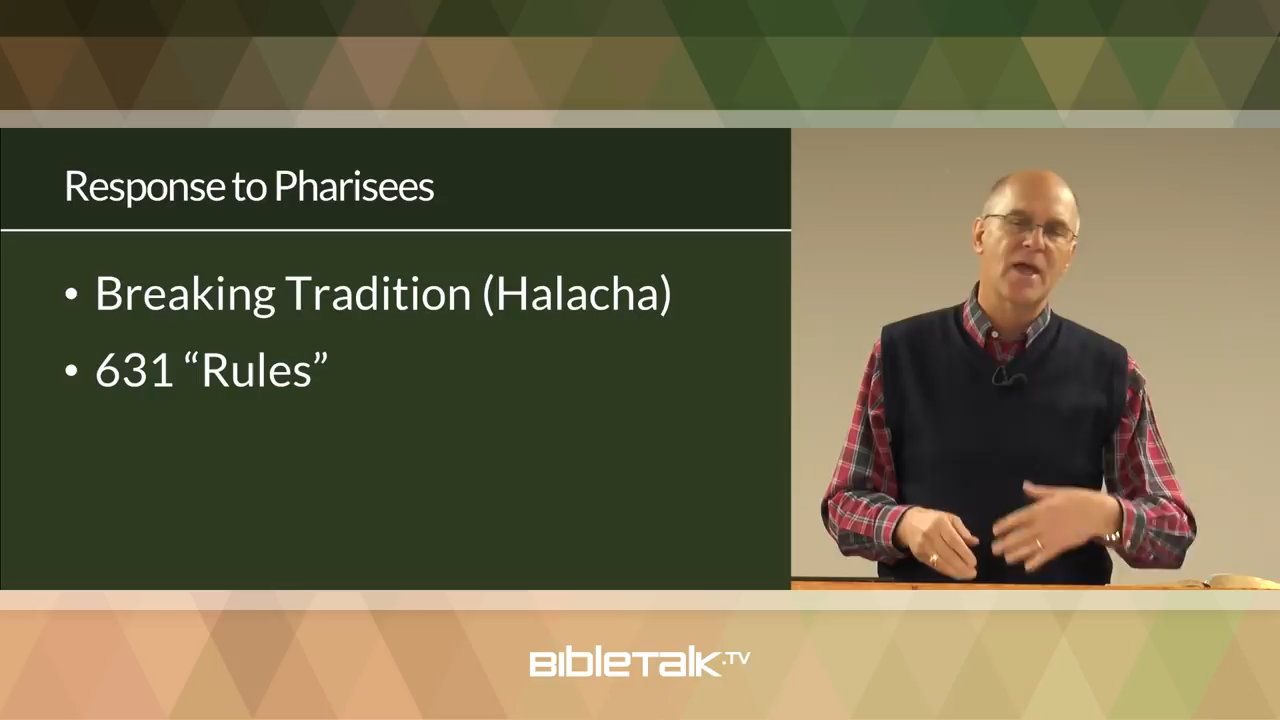 Response to Pharisees
• Breaking Tradition (Halacha)
• 631 “Rules”
BibleTalk.TV